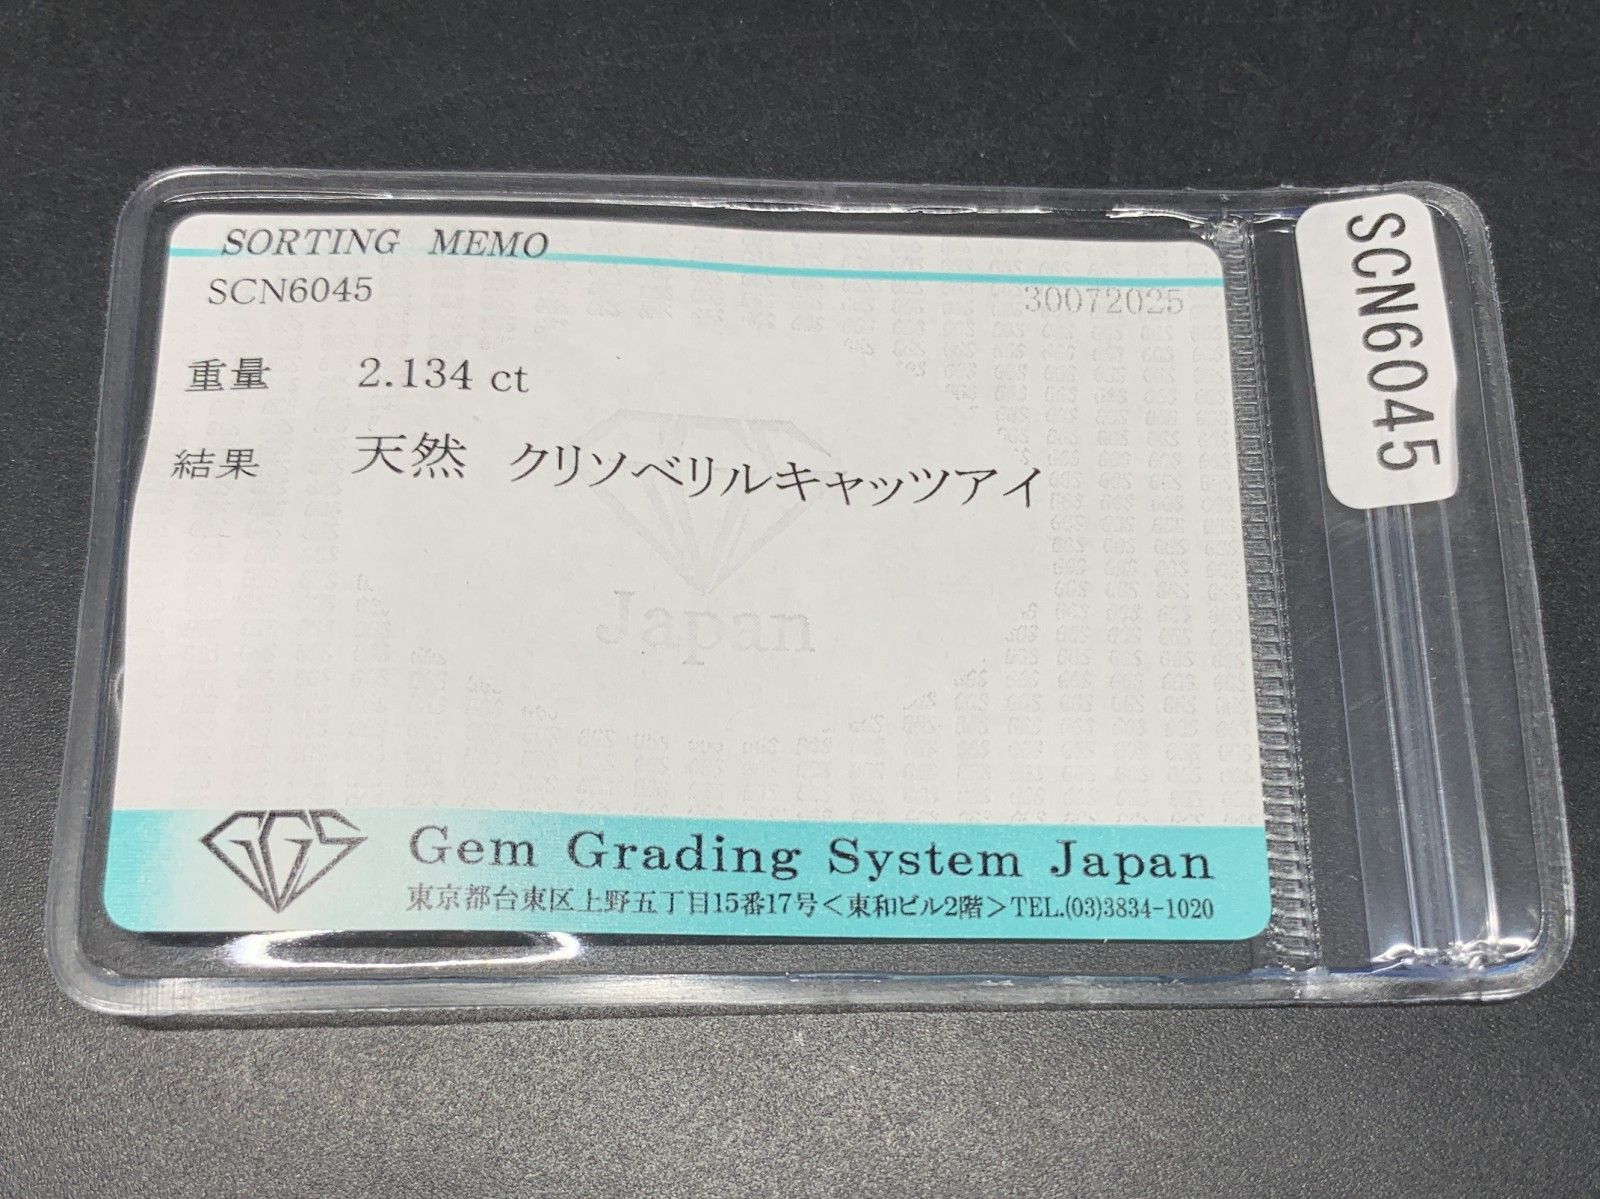 SORTING MEMO
SCN6045 30072025
重量 2.134 ct
結果 天然 クリソベリルキャッツアイ
Japan
GGS Gem Grading System Japan
東京都台東区上野五丁目15番17号<東和ビル2階>TEL.(03)3834-1020
SCN6045